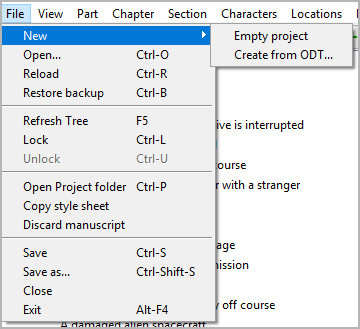 File View Part Chapter Section Characters Locations
New
Empty project
Create from ODT...
Open... Ctrl-O
Reload Ctrl-R
Restore backup Ctrl-B
Refresh Tree F5
Lock Ctrl-L
Unlock Ctrl-U
Open Project folder Ctrl-P
Copy style sheet
Discard manuscript
Save Ctrl-S
Save as... Ctrl-Shift-S
Close
Exit Alt-F4
ive is interrupted
course
r with a stranger
age
mission
y off course
A damaged alien spacecraft